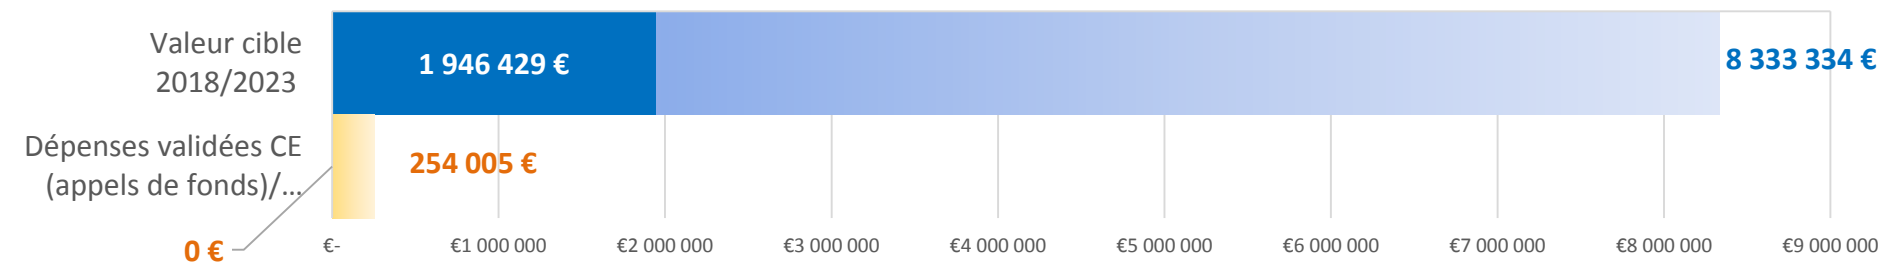 Valeur cible
2018/2023
1 946 429 €
8 333 334 €
Dépenses validées CE
(appels de fonds)/...
254 005 €
0 €
€-
€1 000 000
€2 000 000
€3 000 000
€4 000 000
€5 000 000
€6 000 000
€7 000 000
€8 000 000
€9 000 000